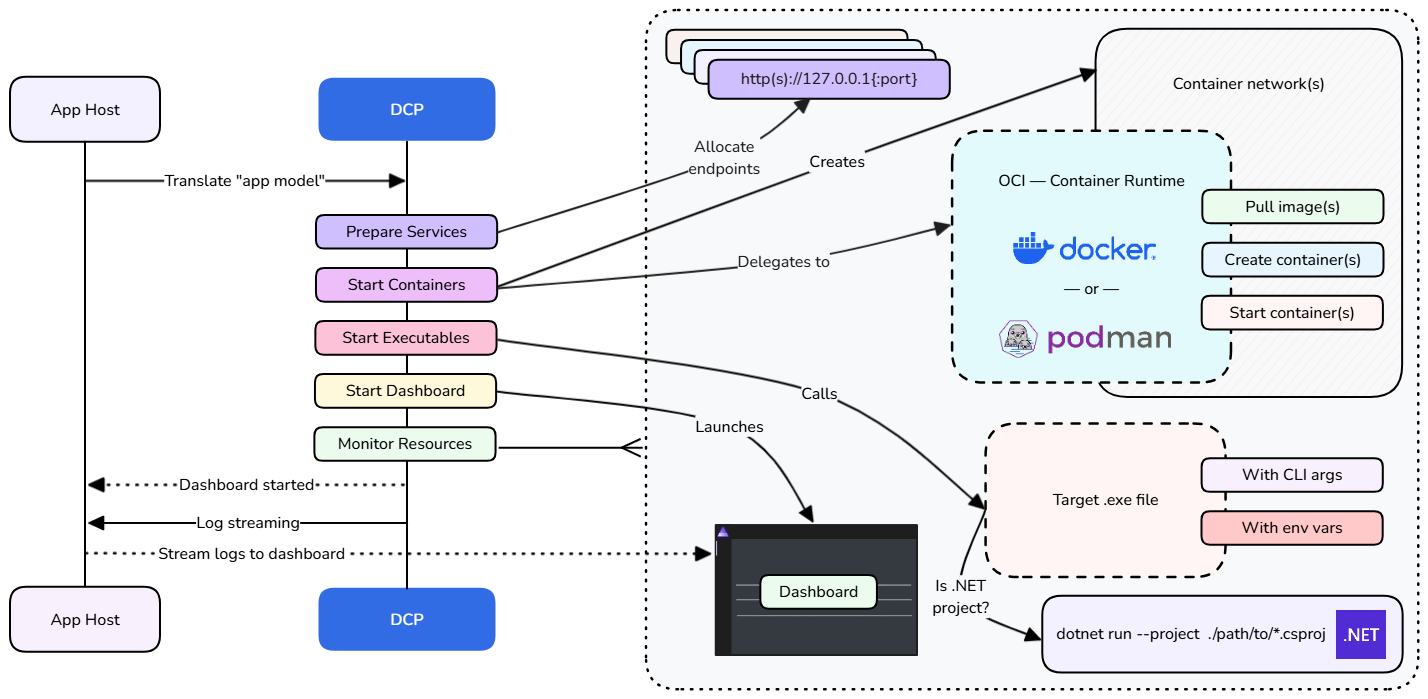 App Host
DCP
Translate "app model"
Prepare Services
Start Containers
Start Executables
Start Dashboard
Monitor Resources
Dashboard started
Log streaming
Stream logs to dashboard
App Host
DCP
http(s)://127.0.0.1{:port}
Allocate
endpoints
Creates
Delegates to
Calls
Launches
Container network(s)
OCI — Container Runtime
docker
— or —
podman
Pull image(s)
Create container(s)
Start container(s)
Target .exe file
With CLI args
With env vars
Dashboard
Is .NET
project?
dotnet run --project ./path/to/*.csproj
.NET